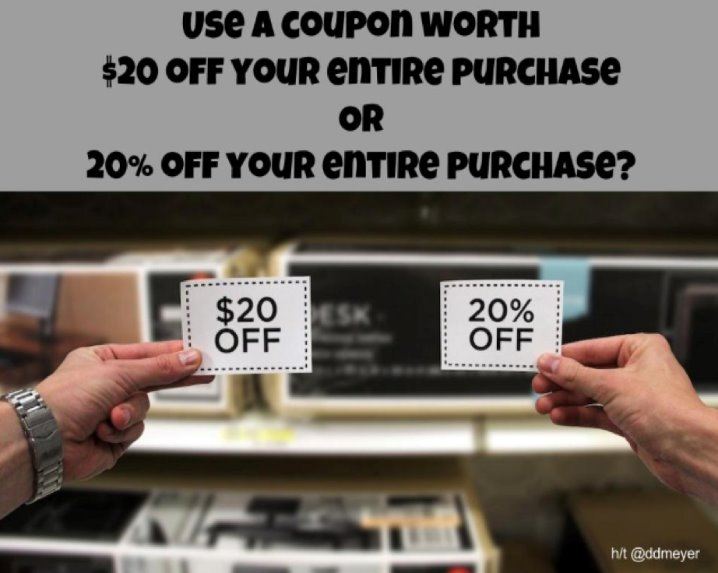 USE A COUPON WORTH
$20 OFF YOUR ENTIRE PURCHASE
OR
20% OFF YOUR ENTIRE PURCHASE?
$20
OFF
20%
OFF
h/t @ddmeyer